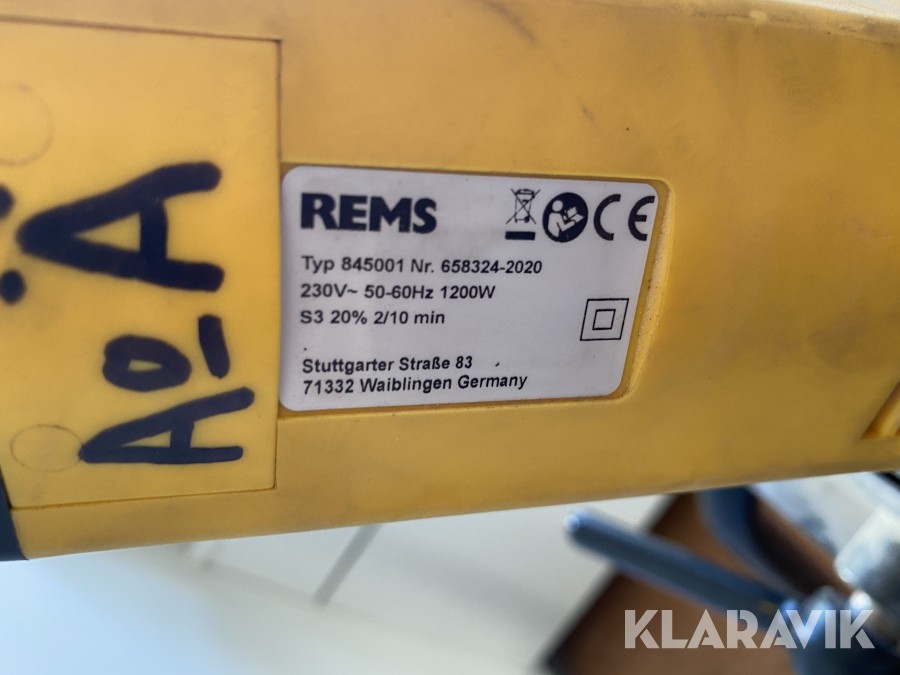 REMS
CE
Typ 845001 Nr. 658324-2020
230V~ 50-60Hz 1200W
S3 20% 2/10 min
Stuttgarter Straße 83
71332 Waiblingen Germany
KLARAVIK